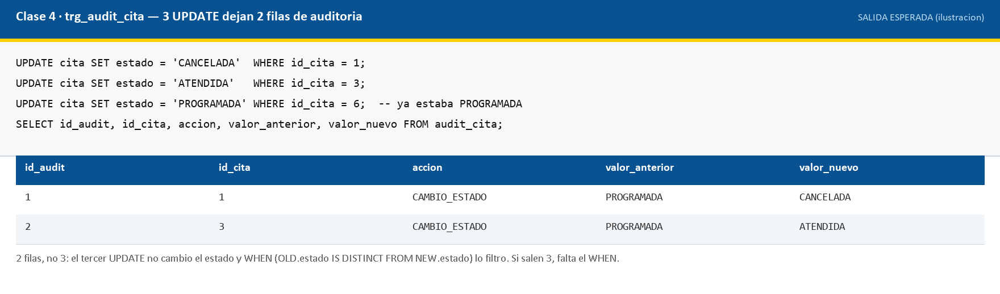 Clase 4 · trg_audit_cita — 3 UPDATE dejan 2 filas de auditoria
SALIDA ESPERADA (ilustracion)
UPDATE cita SET estado = 'CANCELADA'  WHERE id_cita = 1;
UPDATE cita SET estado = 'ATENDIDA'   WHERE id_cita = 3;
UPDATE cita SET estado = 'PROGRAMADA' WHERE id_cita = 6;  -- ya estaba PROGRAMADA
SELECT id_audit, id_cita, accion, valor_anterior, valor_nuevo FROM audit_cita;
id_audit id_cita accion valor_anterior valor_nuevo
1 1 CAMBIO_ESTADO PROGRAMADA CANCELADA
2 3 CAMBIO_ESTADO PROGRAMADA ATENDIDA
2 filas, no 3: el tercer UPDATE no cambio el estado y WHEN (OLD.estado IS DISTINCT FROM NEW.estado) lo filtro. Si salen 3, falta el WHEN.